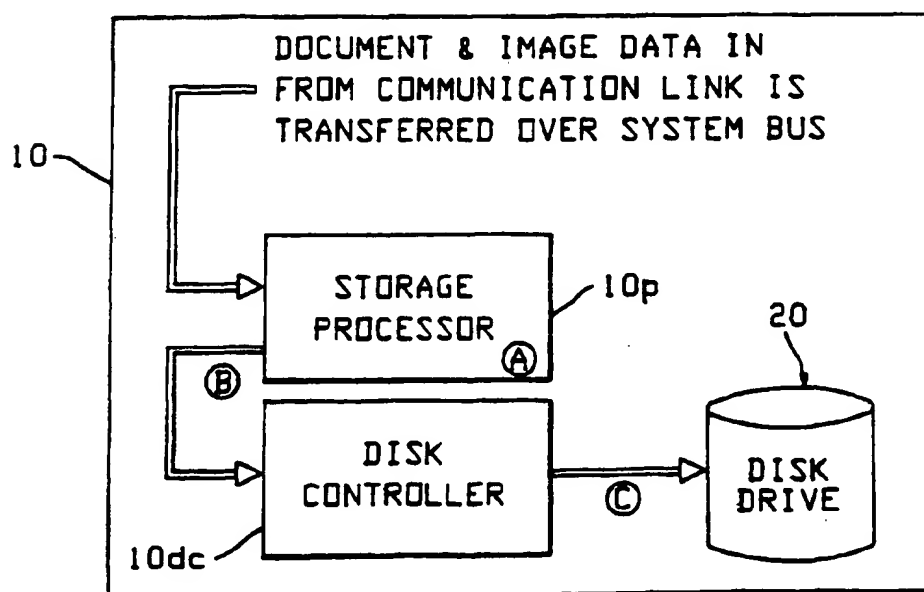 DOCUMENT & IMAGE DATA IN
FROM COMMUNICATION LINK IS
TRANSFERRED OVER SYSTEM BUS
10
STORAGE
PROCESSOR
10p
A
B
20
DISK
CONTROLLER
DISK
DRIVE
C
10dc